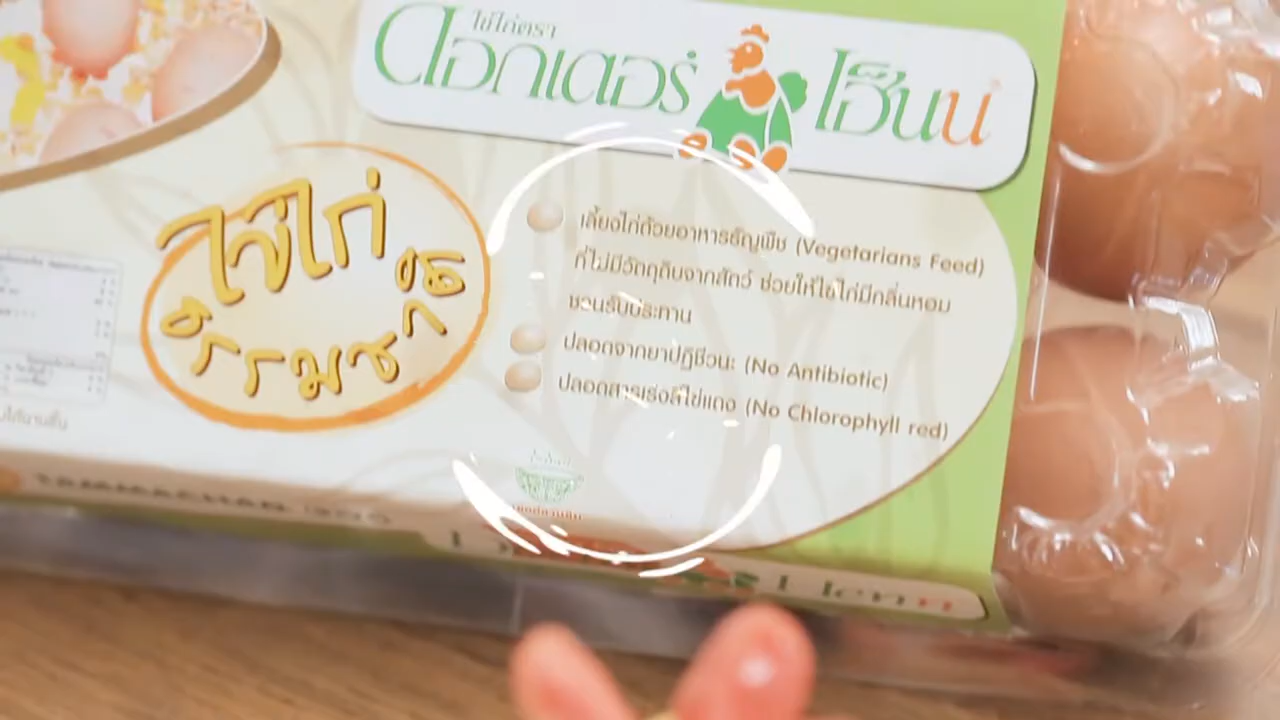 ไข่ไก่ตรา
ดอกเตอร์ เฮ็นน์
ไข่ไก่
ธรรมชาติ
เลี้ยงไก่ด้วยอาหารธัญพืช (Vegetarians Feed)
ที่ไม่มีวัตถุดิบจากสัตว์ ช่วยให้ไข่ไก่มีกลิ่นหอม
ชวนรับประทาน
ปลอดจากยาปฏิชีวนะ (No Antibiotic)
ปลอดสารเร่งสีไข่แดง (No Chlorophyll red)